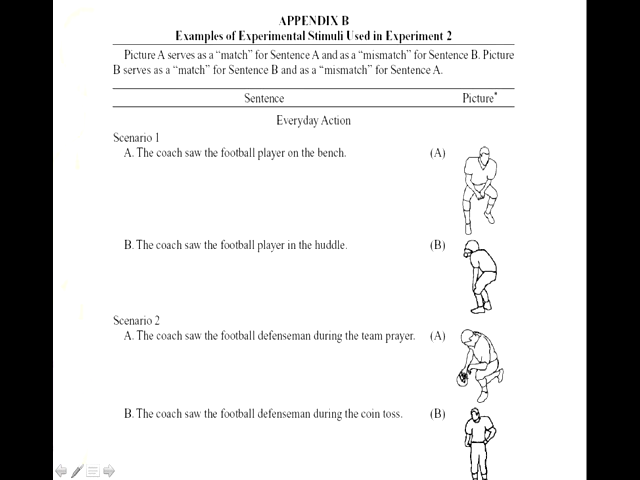 APPENDIX B
Examples of Experimental Stimuli Used in Experiment 2
Picture A serves as a “match” for Sentence A and as a “mismatch” for Sentence B. Picture
B serves as a “match” for Sentence B and as a “mismatch” for Sentence A.
Sentence Picture*
Everyday Action
Scenario 1
A. The coach saw the football player on the bench. (A)
B. The coach saw the football player in the huddle. (B)
Scenario 2
A. The coach saw the football defenseman during the team prayer. (A)
B. The coach saw the football defenseman during the coin toss. (B)